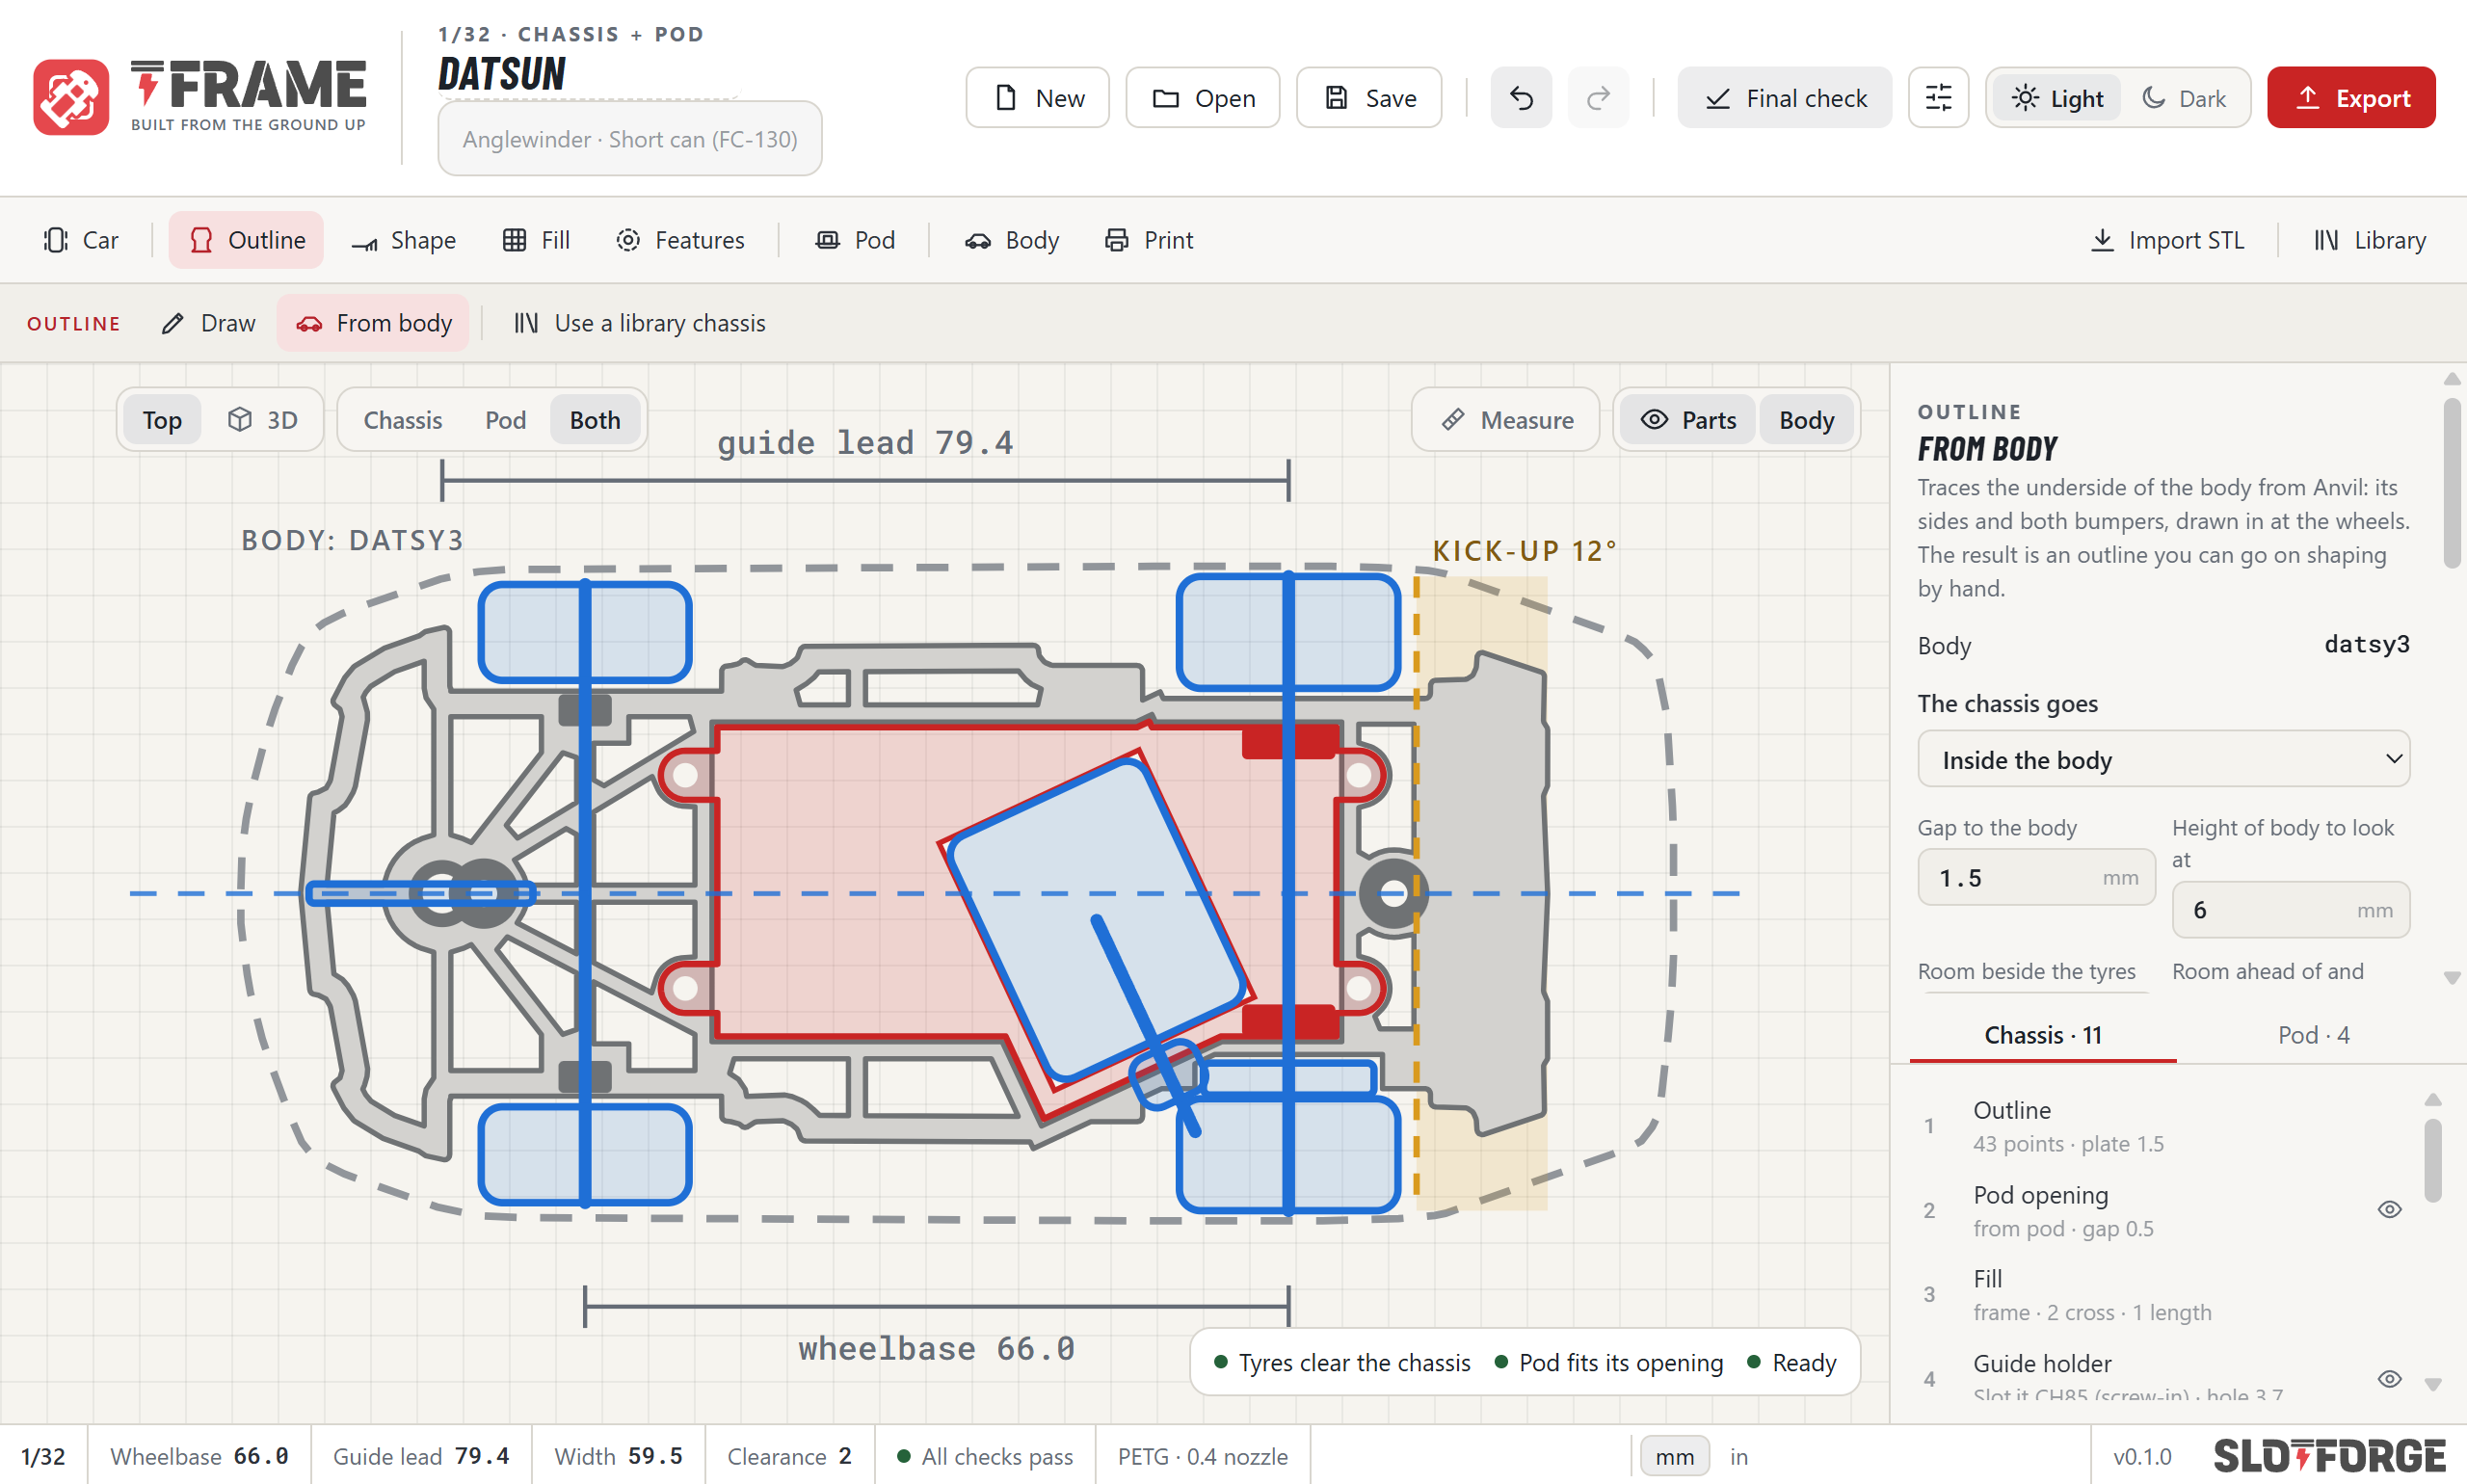 1/32 · CHASSIS + POD
FRAME
BUILT FROM THE GROUND UP
DATSUN
Anglewinder · Short can (FC-130)
New
Open
Save
Final check
Light
Dark
Export
Car
Outline
Shape
Fill
Features
Pod
Body
Print
Import STL
Library
OUTLINE
Draw
From body
Use a library chassis
Top
3D
Chassis
Pod
Both
Measure
Parts
Body
guide lead 79.4
BODY: DATSY3
KICK-UP 12°
wheelbase 66.0
Tyres clear the chassis
Pod fits its opening
Ready
OUTLINE
FROM BODY
Traces the underside of the body from Anvil: its
sides and both bumpers, drawn in at the wheels.
The result is an outline you can go on shaping
by hand.
Body
datsy3
The chassis goes
Inside the body
Gap to the body
1.5 mm
Height of body to look
at
6 mm
Room beside the tyres
Room ahead of and
Chassis · 11
Pod · 4
1
Outline
43 points · plate 1.5
2
Pod opening
from pod · gap 0.5
3
Fill
frame · 2 cross · 1 length
4
Guide holder
Slot.it CH85 (screw-in) · hole 3.7
1/32
Wheelbase 66.0
Guide lead 79.4
Width 59.5
Clearance 2
All checks pass
PETG · 0.4 nozzle
mm
in
v0.1.0
SLOTFORGE